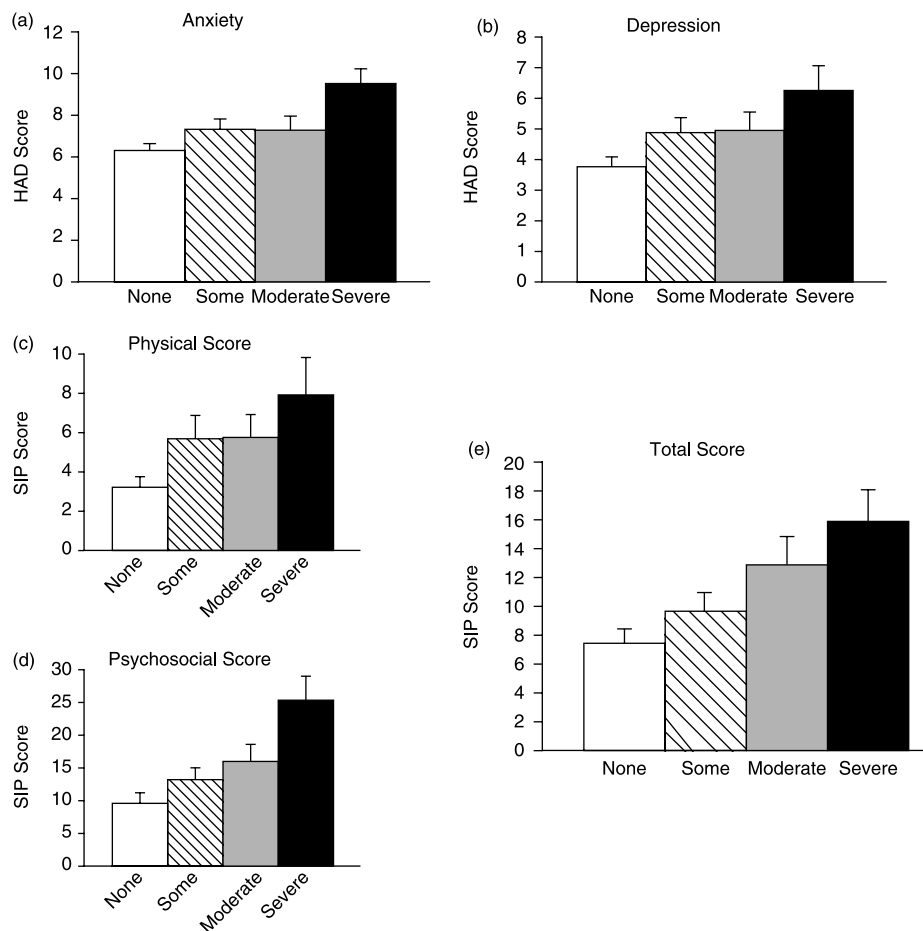 (a) Anxiety
HAD Score
12
10
8
6
4
2
0
None Some Moderate Severe
(b) Depression
HAD Score
8
7
6
5
4
3
2
1
0
None Some Moderate Severe
(c) Physical Score
SIP Score
10
8
6
4
2
0
None Some Moderate Severe
(d) Psychosocial Score
SIP Score
30
25
20
15
10
5
0
None Some Moderate Severe
(e) Total Score
SIP Score
20
18
16
14
12
10
8
6
4
2
0
None Some Moderate Severe